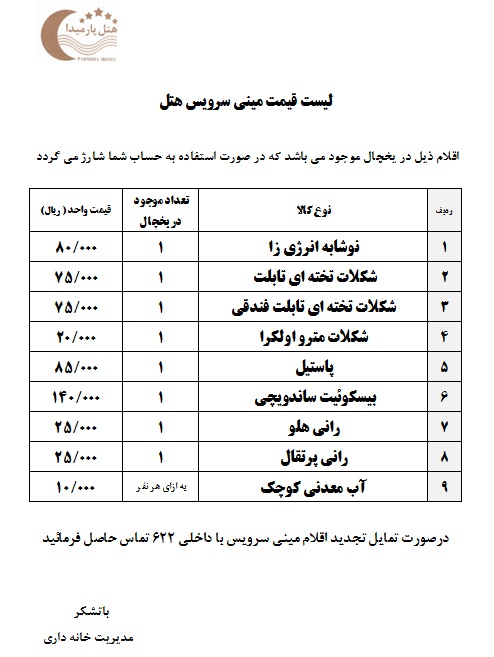 هتل پارمیدا
PARMIDA HOTEL
لیست قیمت مینی سرویس هتل
اقلام ذیل در یخچال موجود می باشد که در صورت استفاده به حساب شما شارژ می گردد
ردیف نوع کالا تعداد موجود در یخچال قیمت واحد (ریال)
۱ نوشابه انرژی زا ۱ ۸۰/۰۰۰
۲ شکلات تخته ای تابلت ۱ ۷۵/۰۰۰
۳ شکلات تخته ای تابلت فندقی ۱ ۷۵/۰۰۰
۴ شکلات مترو اولکرا ۱ ۲۰/۰۰۰
۵ پاستیل ۱ ۸۵/۰۰۰
۶ بیسکوئیت ساندویچی ۱ ۱۴۰/۰۰۰
۷ رانی هلو ۱ ۲۵/۰۰۰
۸ رانی پرتقال ۱ ۲۵/۰۰۰
۹ آب معدنی کوچک به ازای هر نفر ۱۰/۰۰۰
درصورت تمایل تجدید اقلام مینی سرویس با داخلی ۶۲۲ تماس حاصل فرمائید
باتشکر
مدیریت خانه داری